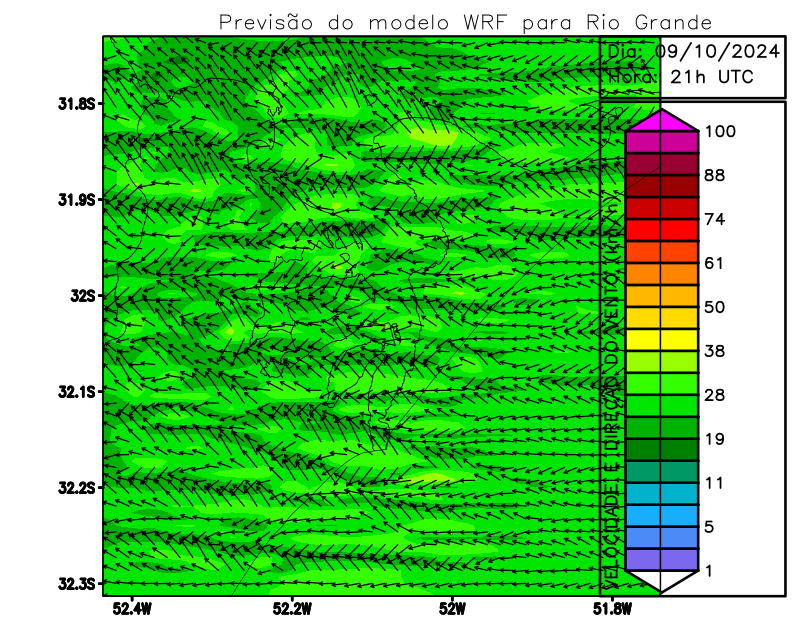 Previsão do modelo WRF para Rio Grande
Dia: 09/10/2024
Hora: 21h UTC
VELOCIDADE E DIREÇÃO DO VENTO (km/h)
100
88
74
61
50
38
28
19
11
5
1
31.8S
31.9S
32S
32.1S
32.2S
32.3S
52.4W
52.2W
52W
51.8W